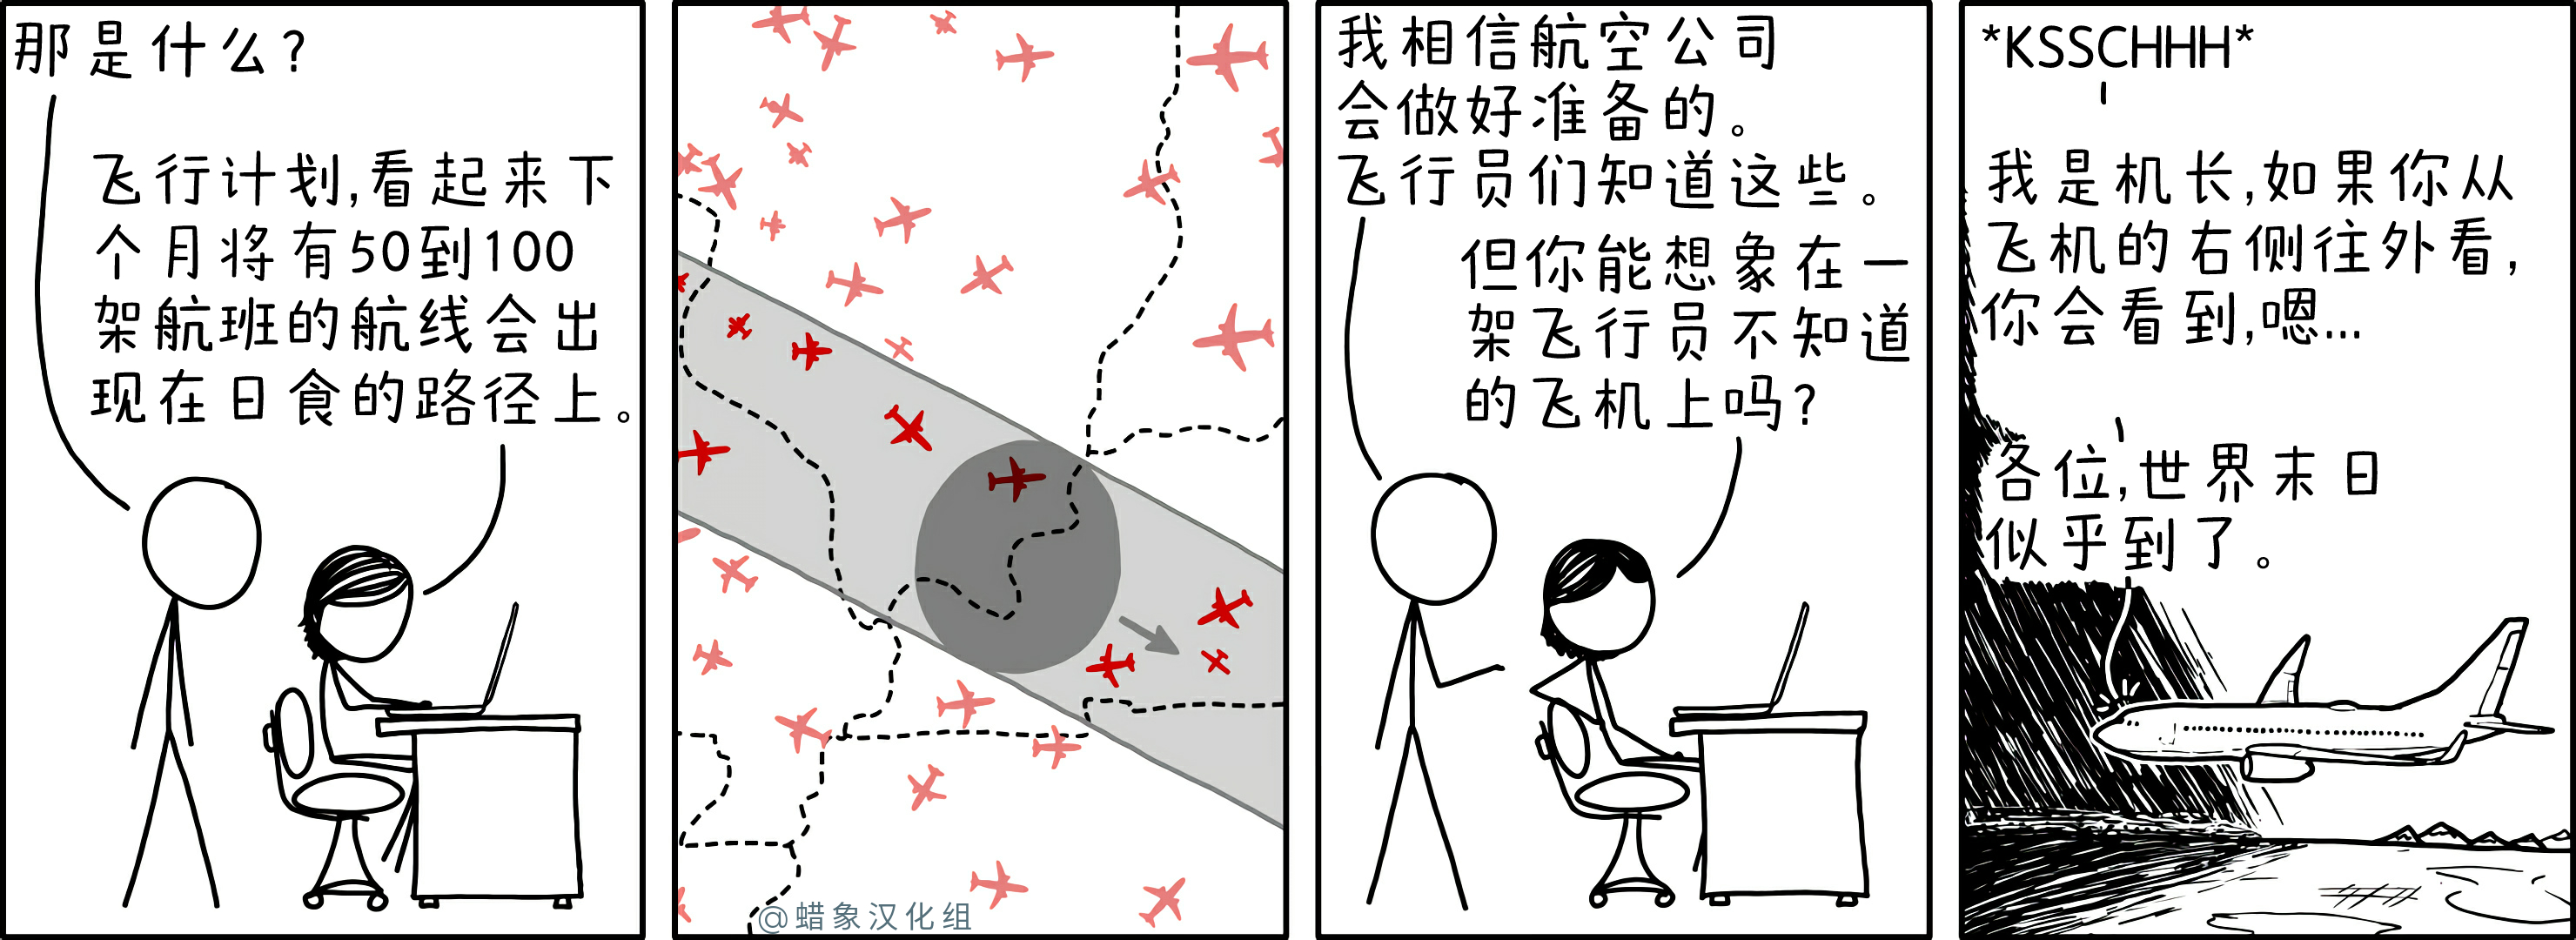 那是什么?
飞行计划,看起来下
个月将有50到100
架航班的航线会出
现在日食的路径上。
@蜡象汉化组
我相信航空公司
会做好准备的。
飞行员们知道这些。
但你能想象在一
架飞行员不知道
的飞机上吗?
*KSSCHHH*
我是机长,如果你从
飞机的右侧往外看,
你会看到,嗯...
各位,世界末日
似乎到了。